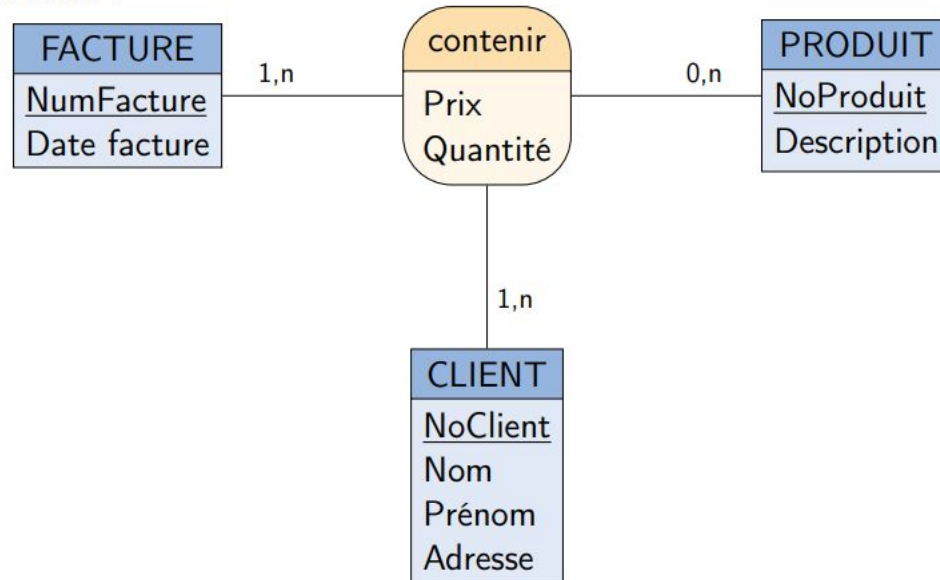 FACTURE
NumFacture
Date facture
1,n
contenir
Prix
Quantité
0,n
PRODUIT
NoProduit
Description
1,n
CLIENT
NoClient
Nom
Prénom
Adresse